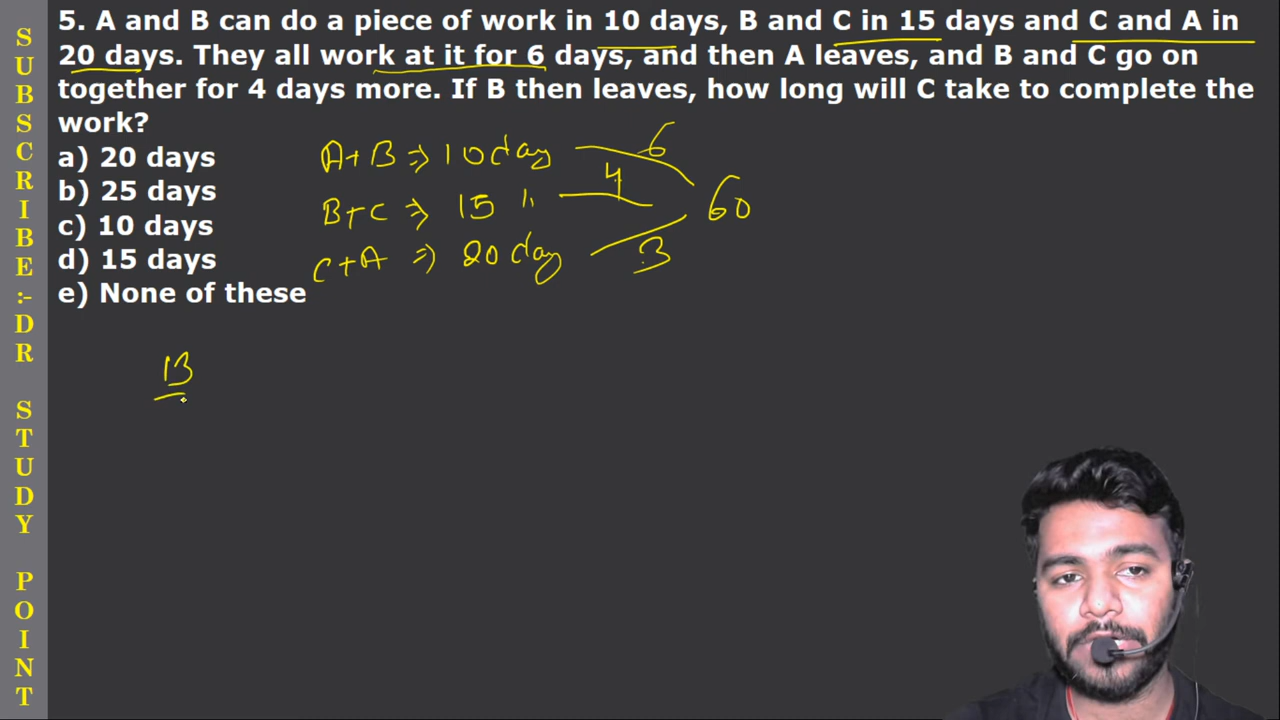 SUBSCRIBE:-DR STUDY POINT
5. A and B can do a piece of work in 10 days, B and C in 15 days and C and A in
20 days. They all work at it for 6 days, and then A leaves, and B and C go on
together for 4 days more. If B then leaves, how long will C take to complete the
work?
a) 20 days
b) 25 days
c) 10 days
d) 15 days
e) None of these
A+B ⇒ 10 day 6
B+C ⇒ 15 " 4 60
C+A ⇒ 20 day 3
13